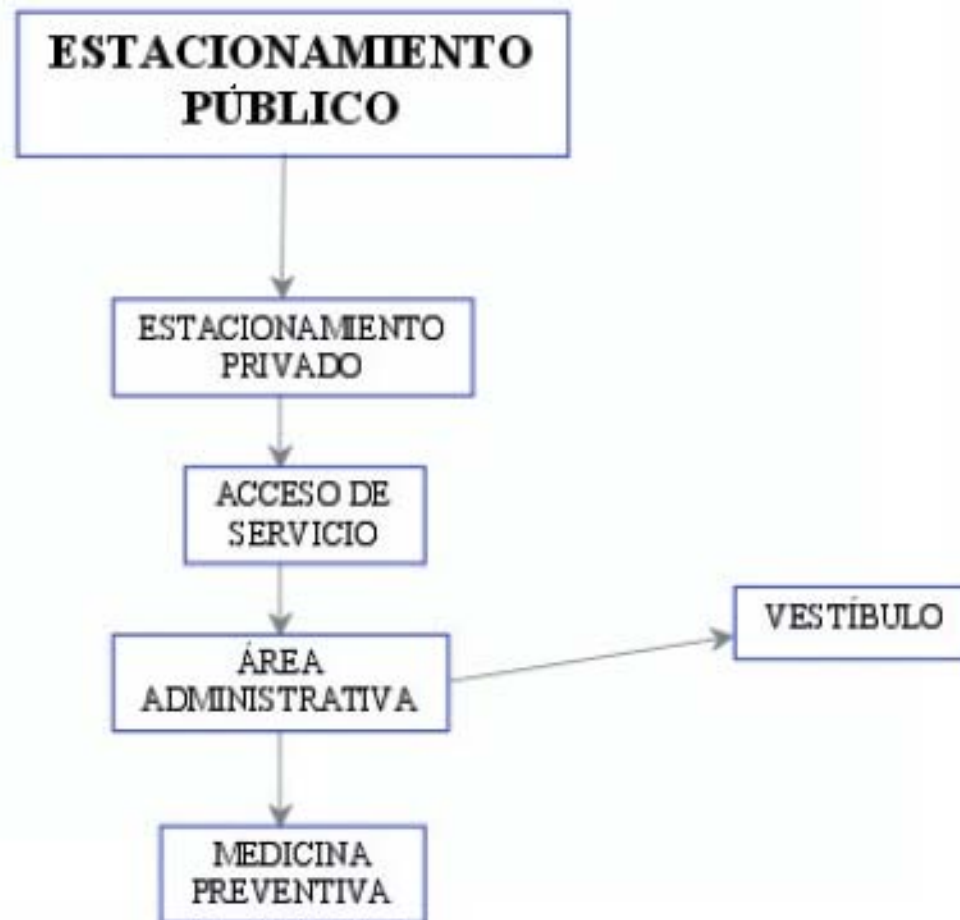 ESTACIONAMIENTO
PÚBLICO
ESTACIONAMIENTO
PRIVADO
ACCESO DE
SERVICIO
ÁREA
ADMINISTRATIVA
VESTÍBULO
MEDICINA
PREVENTIVA